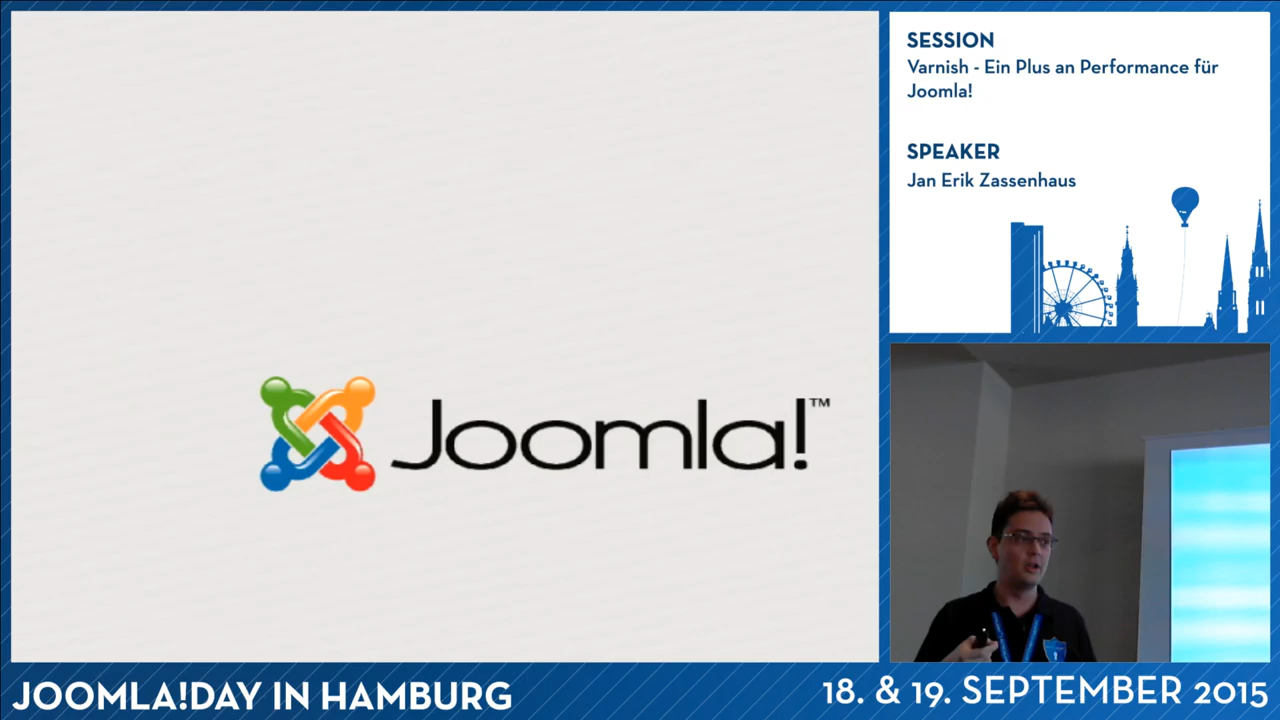 Joomla!™
SESSION
Varnish - Ein Plus an Performance für
Joomla!
SPEAKER
Jan Erik Zassenhaus
JOOMLA!DAY IN HAMBURG
18. & 19. SEPTEMBER 2015